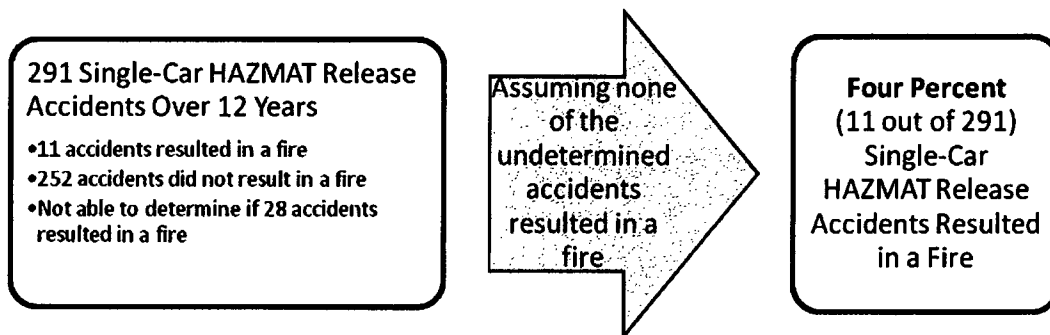 291 Single-Car HAZMAT Release
Accidents Over 12 Years
•11 accidents resulted in a fire
•252 accidents did not result in a fire
•Not able to determine if 28 accidents
resulted in a fire
Assuming none
of the
undetermined
accidents
resulted in a
fire
Four Percent
(11 out of 291)
Single-Car
HAZMAT Release
Accidents Resulted
in a Fire